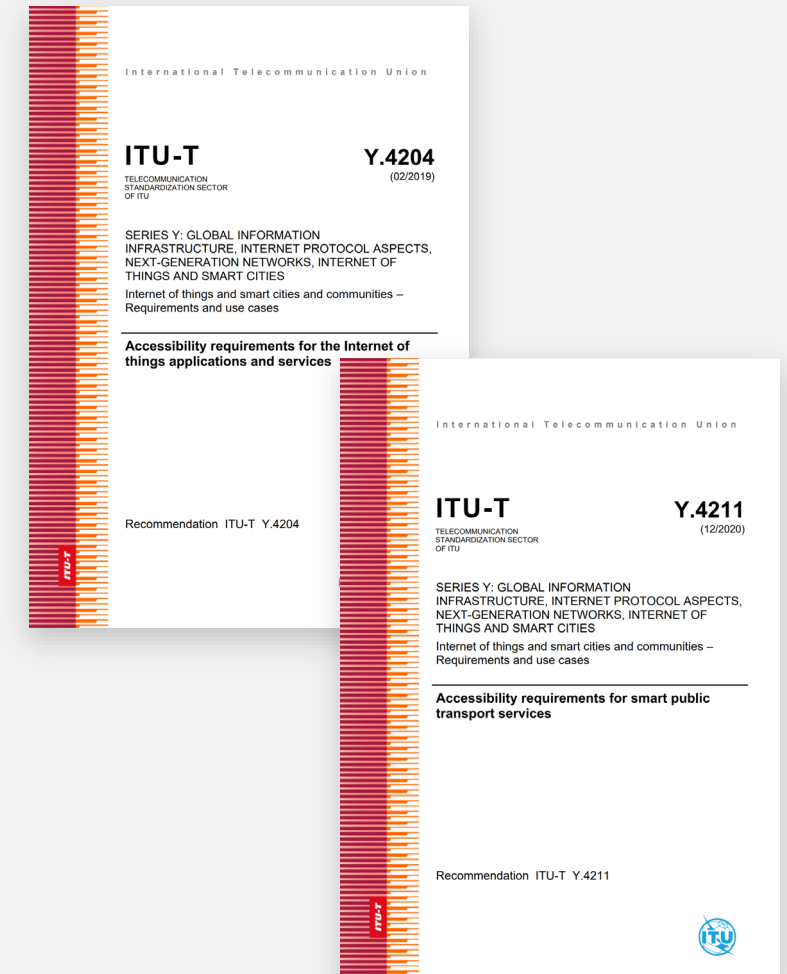 International Telecommunication Union
ITU-T
Y.4204
TELECOMMUNICATION
STANDARDIZATION SECTOR
OF ITU
(02/2019)
SERIES Y: GLOBAL INFORMATION
INFRASTRUCTURE, INTERNET PROTOCOL ASPECTS,
NEXT-GENERATION NETWORKS, INTERNET OF
THINGS AND SMART CITIES
Internet of things and smart cities and communities –
Requirements and use cases
Accessibility requirements for the Internet of
things applications and services
Recommendation ITU-T Y.4204
ITU-T
International Telecommunication Union
ITU-T
Y.4211
TELECOMMUNICATION
STANDARDIZATION SECTOR
OF ITU
(12/2020)
SERIES Y: GLOBAL INFORMATION
INFRASTRUCTURE, INTERNET PROTOCOL ASPECTS,
NEXT-GENERATION NETWORKS, INTERNET OF
THINGS AND SMART CITIES
Internet of things and smart cities and communities –
Requirements and use cases
Accessibility requirements for smart public
transport services
Recommendation ITU-T Y.4211
ITU-T
ITU